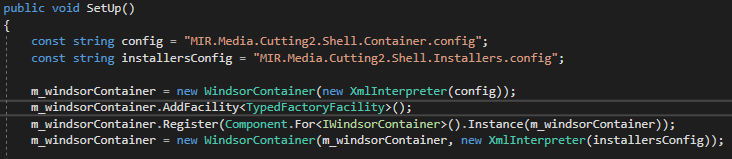 public void SetUp()
{
const string config = "MIR.Media.Cutting2.Shell.Container.config";
const string installersConfig = "MIR.Media.Cutting2.Shell.Installers.config";
m_windsorContainer = new WindsorContainer(new XmlInterpreter(config));
m_windsorContainer.AddFacility<TypedFactoryFacility>();
m_windsorContainer.Register(Component.For<IWindsorContainer>().Instance(m_windsorContainer));
m_windsorContainer = new WindsorContainer(m_windsorContainer, new XmlInterpreter(installersConfig));